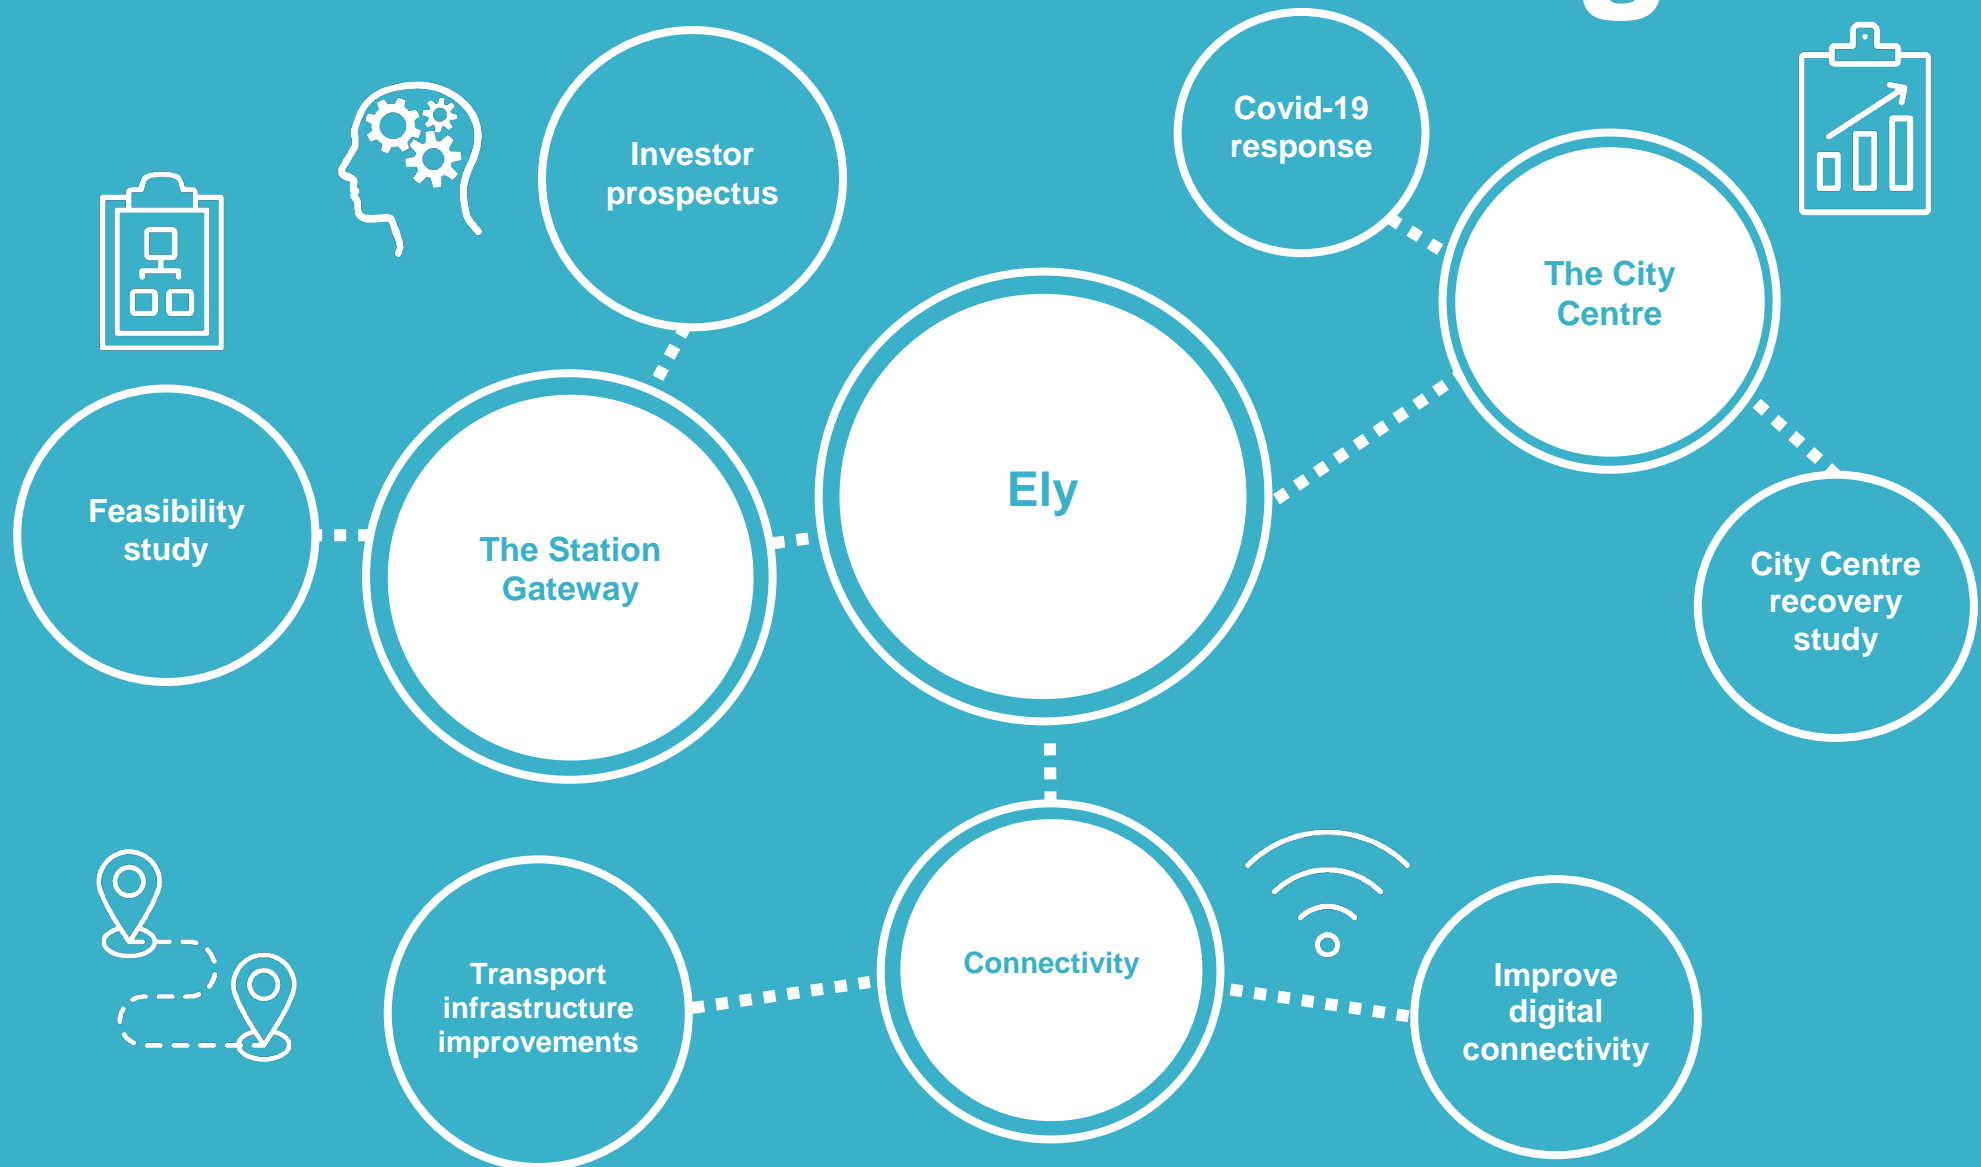 Covid-19
response
Investor
prospectus
The City
Centre
Ely
Feasibility
study
The Station
Gateway
City Centre
recovery
study
Connectivity
Transport
infrastructure
improvements
Improve
digital
connectivity